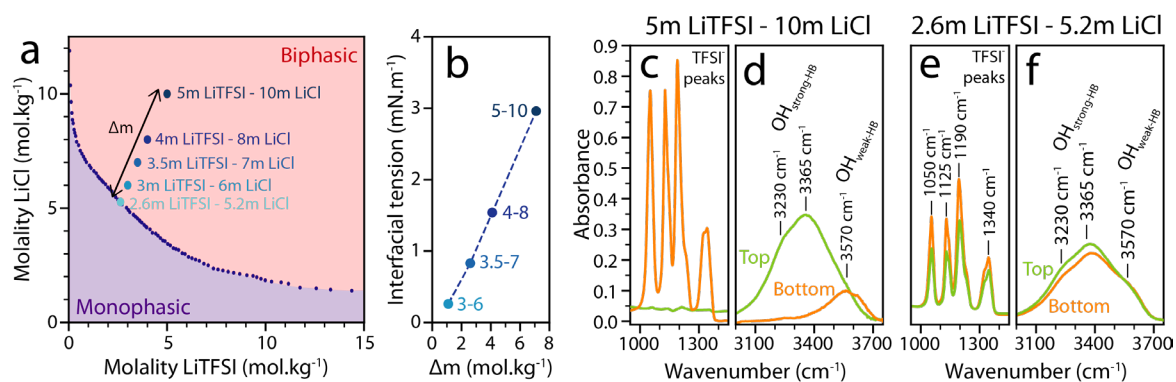 5m LiTFSI - 10m LiCl
2.6m LiTFSI - 5.2m LiCl
a
Biphasic
5m LiTFSI - 10m LiCl
Δm
4m LiTFSI - 8m LiCl
3.5m LiTFSI - 7m LiCl
3m LiTFSI - 6m LiCl
2.6m LiTFSI - 5.2m LiCl
Monophasic
Molality LiCl (mol.kg⁻¹)
10
5
0
0
5
10
15
Molality LiTFSI (mol.kg⁻¹)
b
Interfacial tension (mN.m⁻¹)
4
3
2
1
0
0
2
4
6
8
5-10
4-8
3.5-7
3-6
Δm (mol.kg⁻¹)
c
TFSI⁻
peaks
Absorbance
0.9
0.8
0.7
0.6
0.5
0.4
0.3
0.2
0.1
0.0
1000
1300
d
OH strong-HB
OH weak-HB
3230 cm⁻¹
3365 cm⁻¹
3570 cm⁻¹
Top
Bottom
3100
3400
3700
Wavenumber (cm⁻¹)
e
TFSI⁻
peaks
1050 cm⁻¹
1125 cm⁻¹
1190 cm⁻¹
1340 cm⁻¹
1000
1300
f
OH strong-HB
OH weak-HB
3230 cm⁻¹
3365 cm⁻¹
3570 cm⁻¹
Top
Bottom
3100
3400
3700
Wavenumber (cm⁻¹)